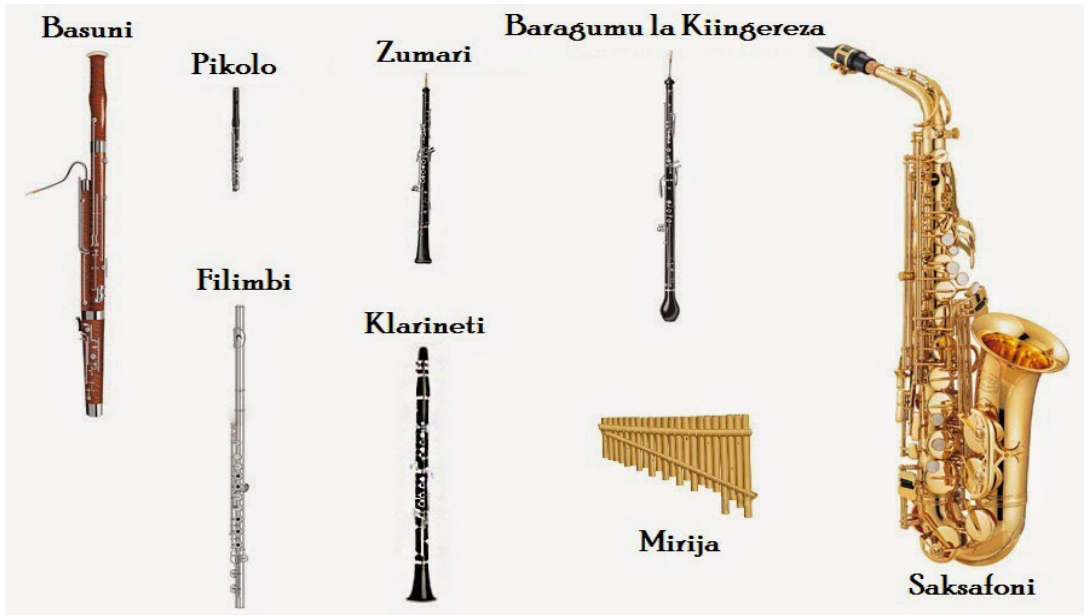 Basuni
Pikolo
Zumari
Baragumu la Kiingereza
Filimbi
Klarineti
Mirija
Saksafoni